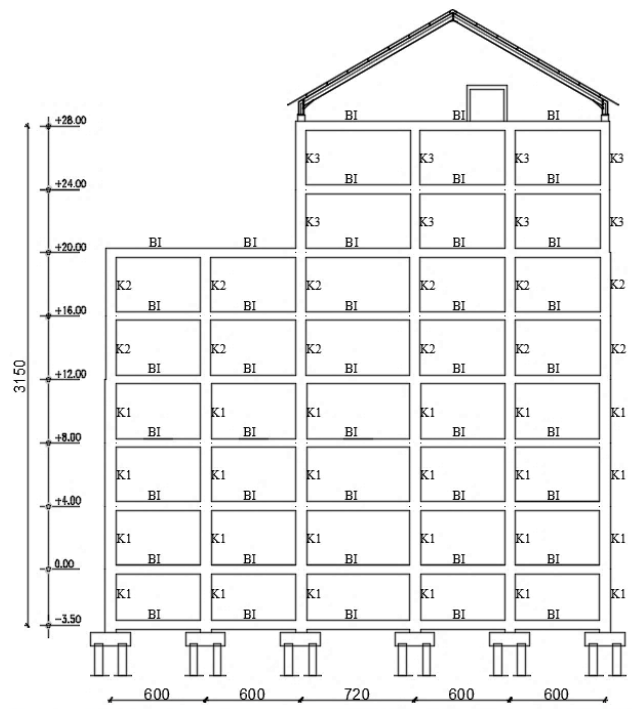 BI BI BI
+28.00
K3 K3 K3 K3
BI BI BI
+24.00
K3 K3 K3 K3
BI BI BI BI BI
+20.00
K2 K2 K2 K2 K2 K2
BI BI BI BI BI
+16.00
K2 K2 K2 K2 K2 K2
BI BI BI BI BI
+12.00
3150
K1 K1 K1 K1 K1 K1
BI BI BI BI BI
+8.00
K1 K1 K1 K1 K1 K1
BI BI BI BI BI
+4.00
K1 K1 K1 K1 K1 K1
BI BI BI BI BI
0.00
K1 K1 K1 K1 K1 K1
BI BI BI BI BI
-3.50
600 600 720 600 600